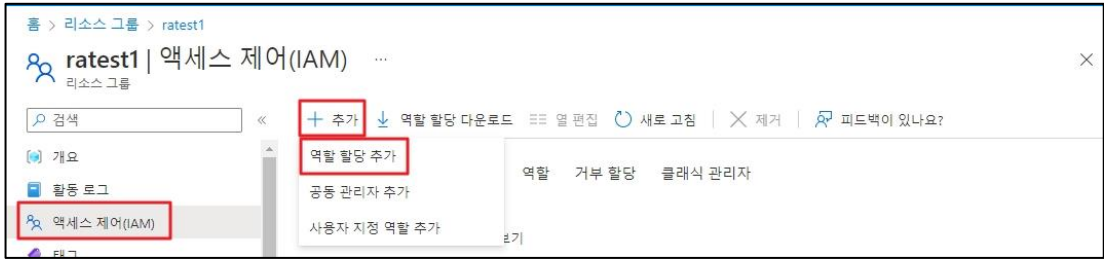 홈 > 리소스 그룹 > ratest1
ratest1 | 액세스 제어(IAM) ...
리소스 그룹
검색 «
+ 추가 역할 할당 다운로드 열 편집 새로 고침 제거 피드백이 있나요?
개요
활동 로그
액세스 제어(IAM)
태그
역할 할당 추가
공동 관리자 추가
사용자 지정 역할 추가
역할 거부 할당 클래식 관리자
보기